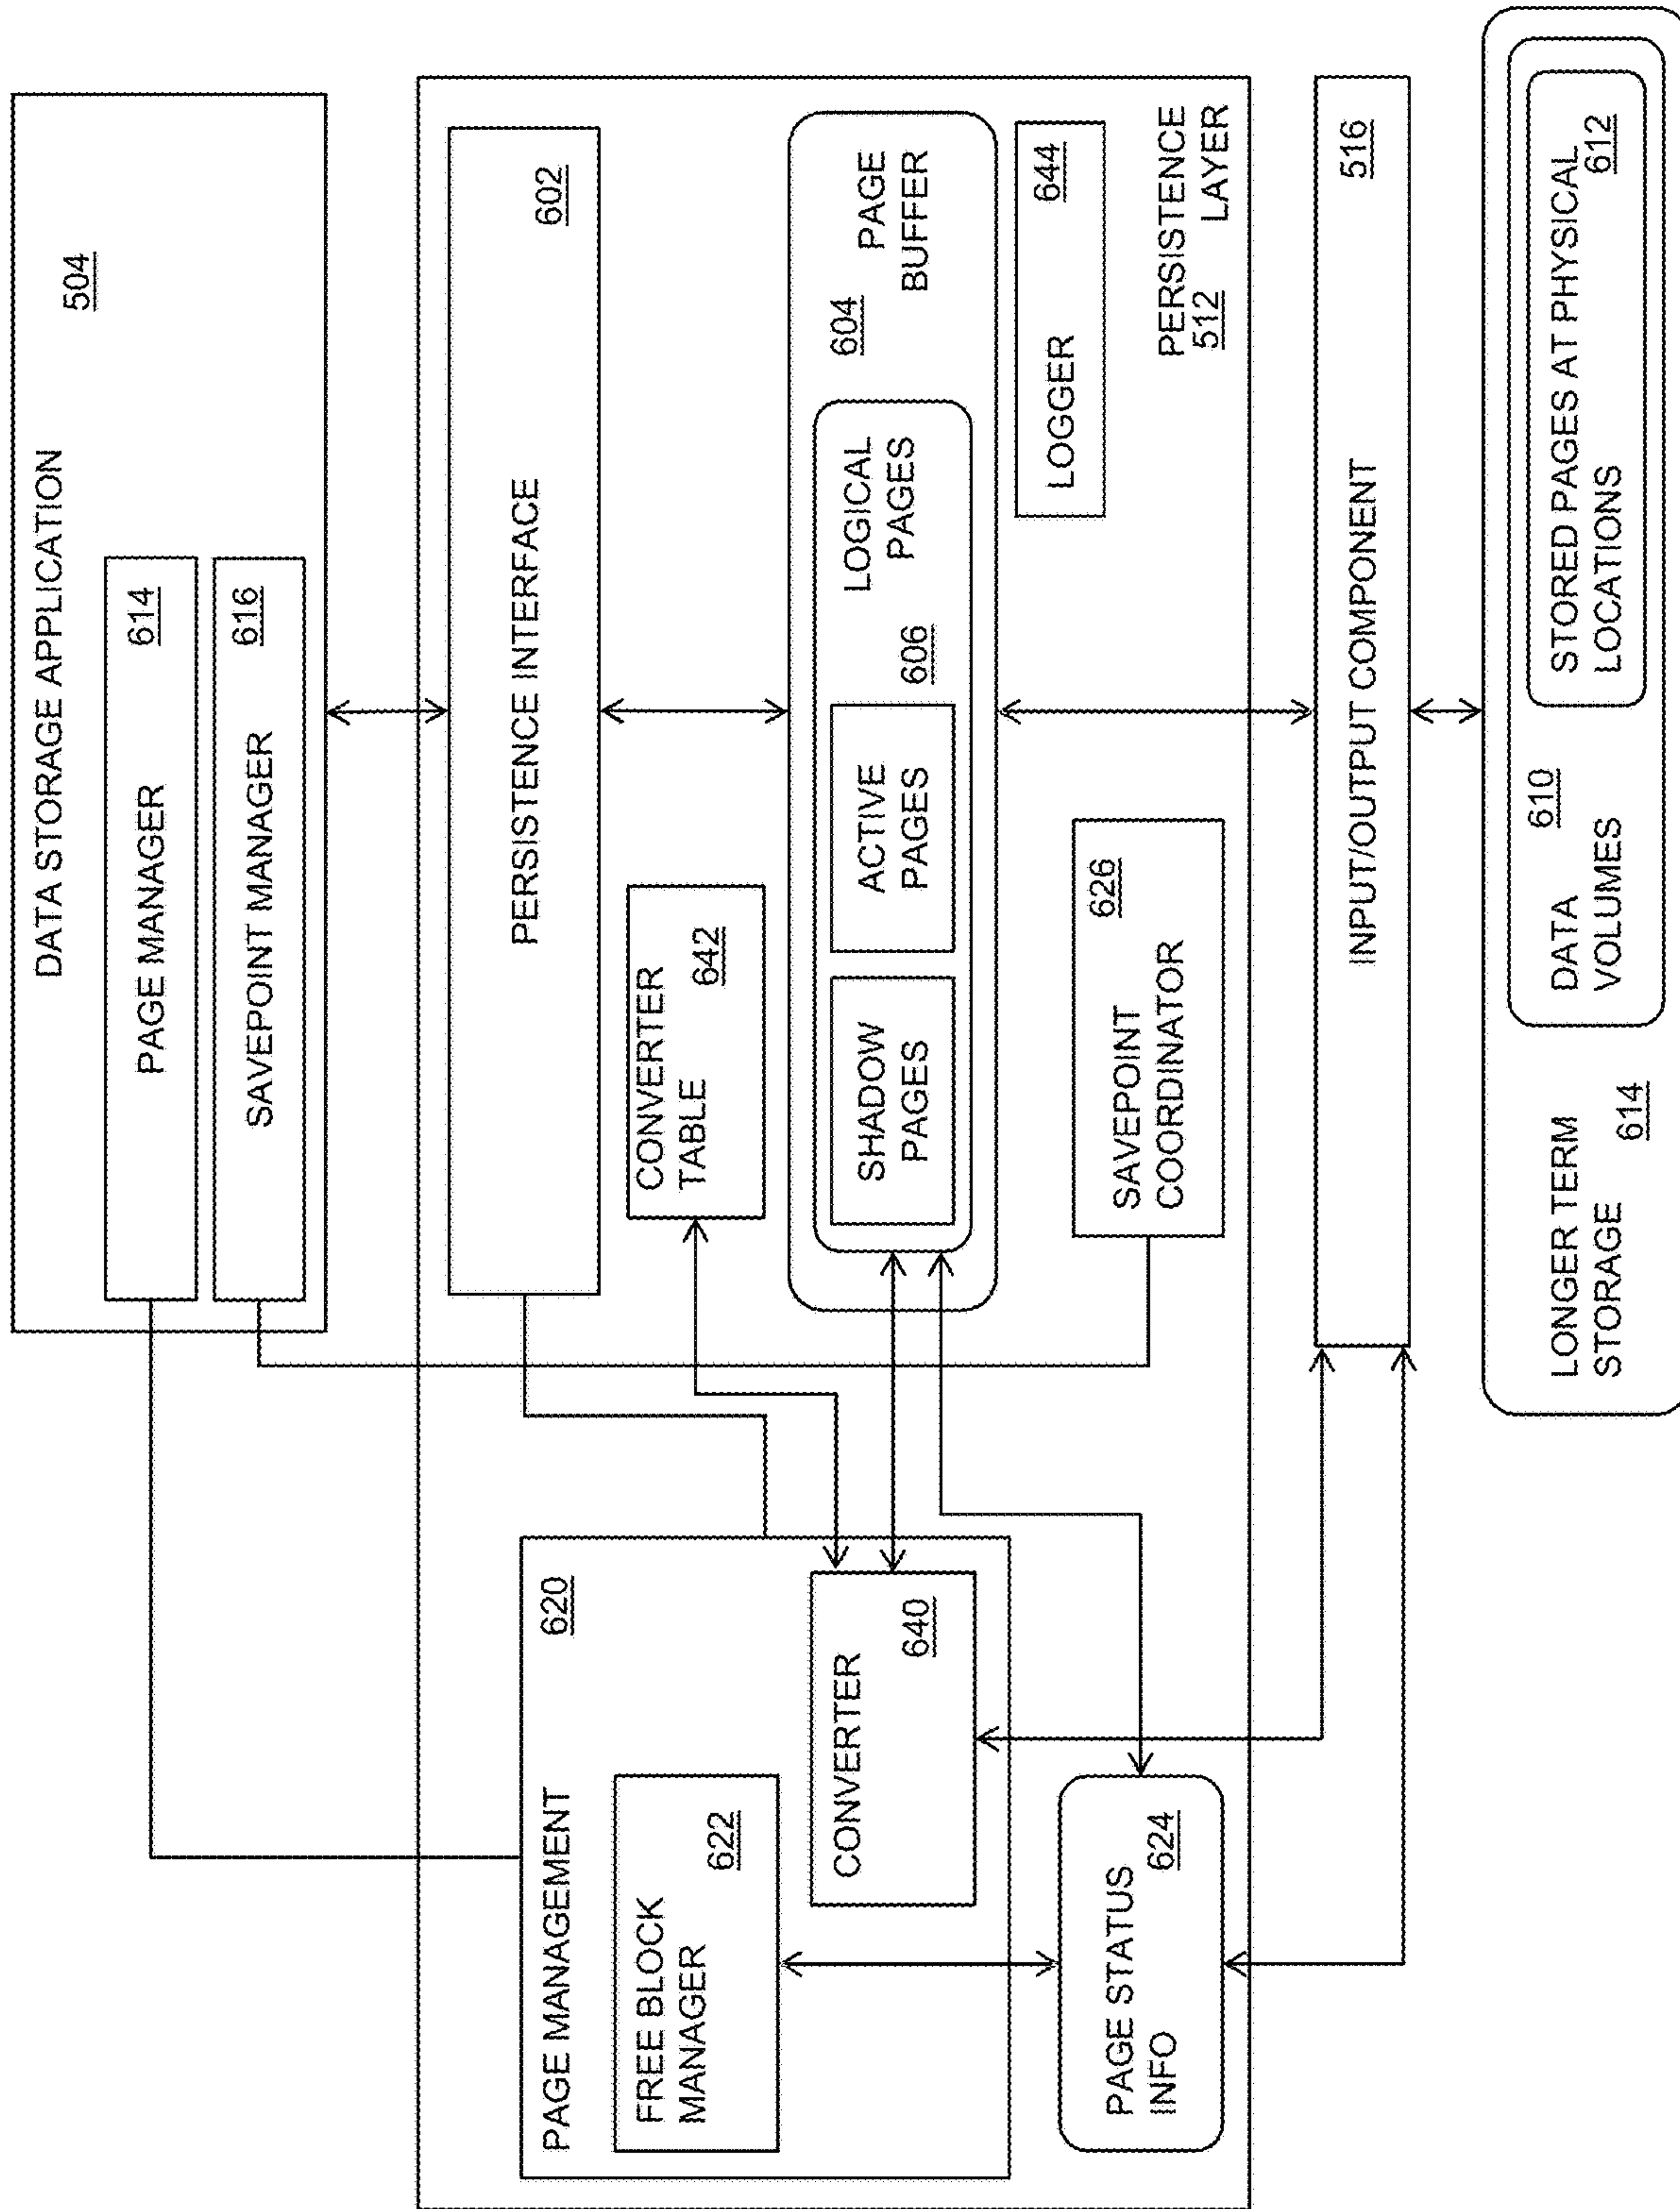 DATA STORAGE APPLICATION
504
PAGE MANAGER
614
SAVEPOINT MANAGER
616
PERSISTENCE INTERFACE
602
PAGE MANAGEMENT
620
FREE BLOCK
MANAGER
622
CONVERTER
640
CONVERTER
TABLE
642
SHADOW
PAGES
ACTIVE
PAGES
LOGICAL
PAGES
606
604
PAGE
BUFFER
PAGE STATUS
INFO
624
SAVEPOINT
COORDINATOR
626
LOGGER
644
PERSISTENCE
512
LAYER
INPUT/OUTPUT COMPONENT
516
LONGER TERM
STORAGE
614
DATA
VOLUMES
610
STORED PAGES AT PHYSICAL
LOCATIONS
612